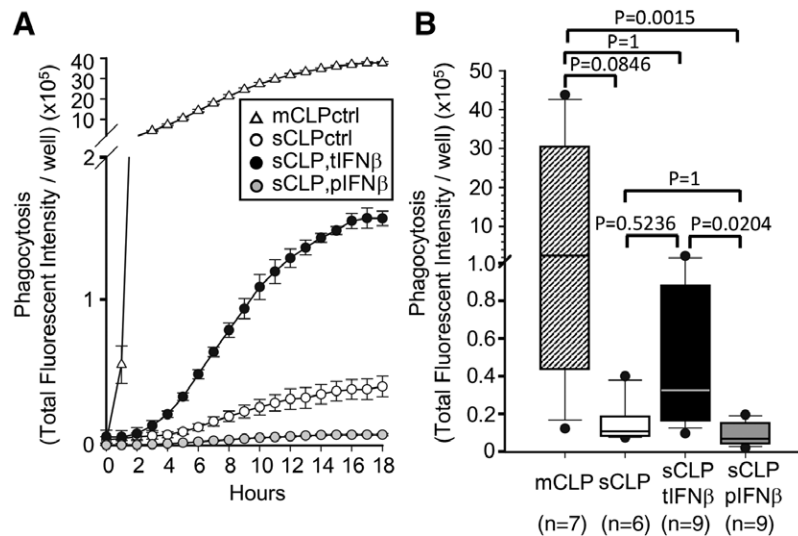 A
Phagocytosis
(Total Fluorescent Intensity / well) (x10⁵)
40
30
20
10
2
1
0
mCLPctrl
sCLPctrl
sCLP,tIFNβ
sCLP,pIFNβ
0 2 4 6 8 10 12 14 16 18
Hours
B
Phagocytosis
(Total Fluorescent Intensity / well) (x10⁵)
P=0.0015
P=1
P=0.0846
P=1
P=0.5236 P=0.0204
50
40
30
20
10
1.0
0.8
0.6
0.4
0.2
0
mCLP sCLP sCLP sCLP
tIFNβ pIFNβ
(n=7) (n=6) (n=9) (n=9)